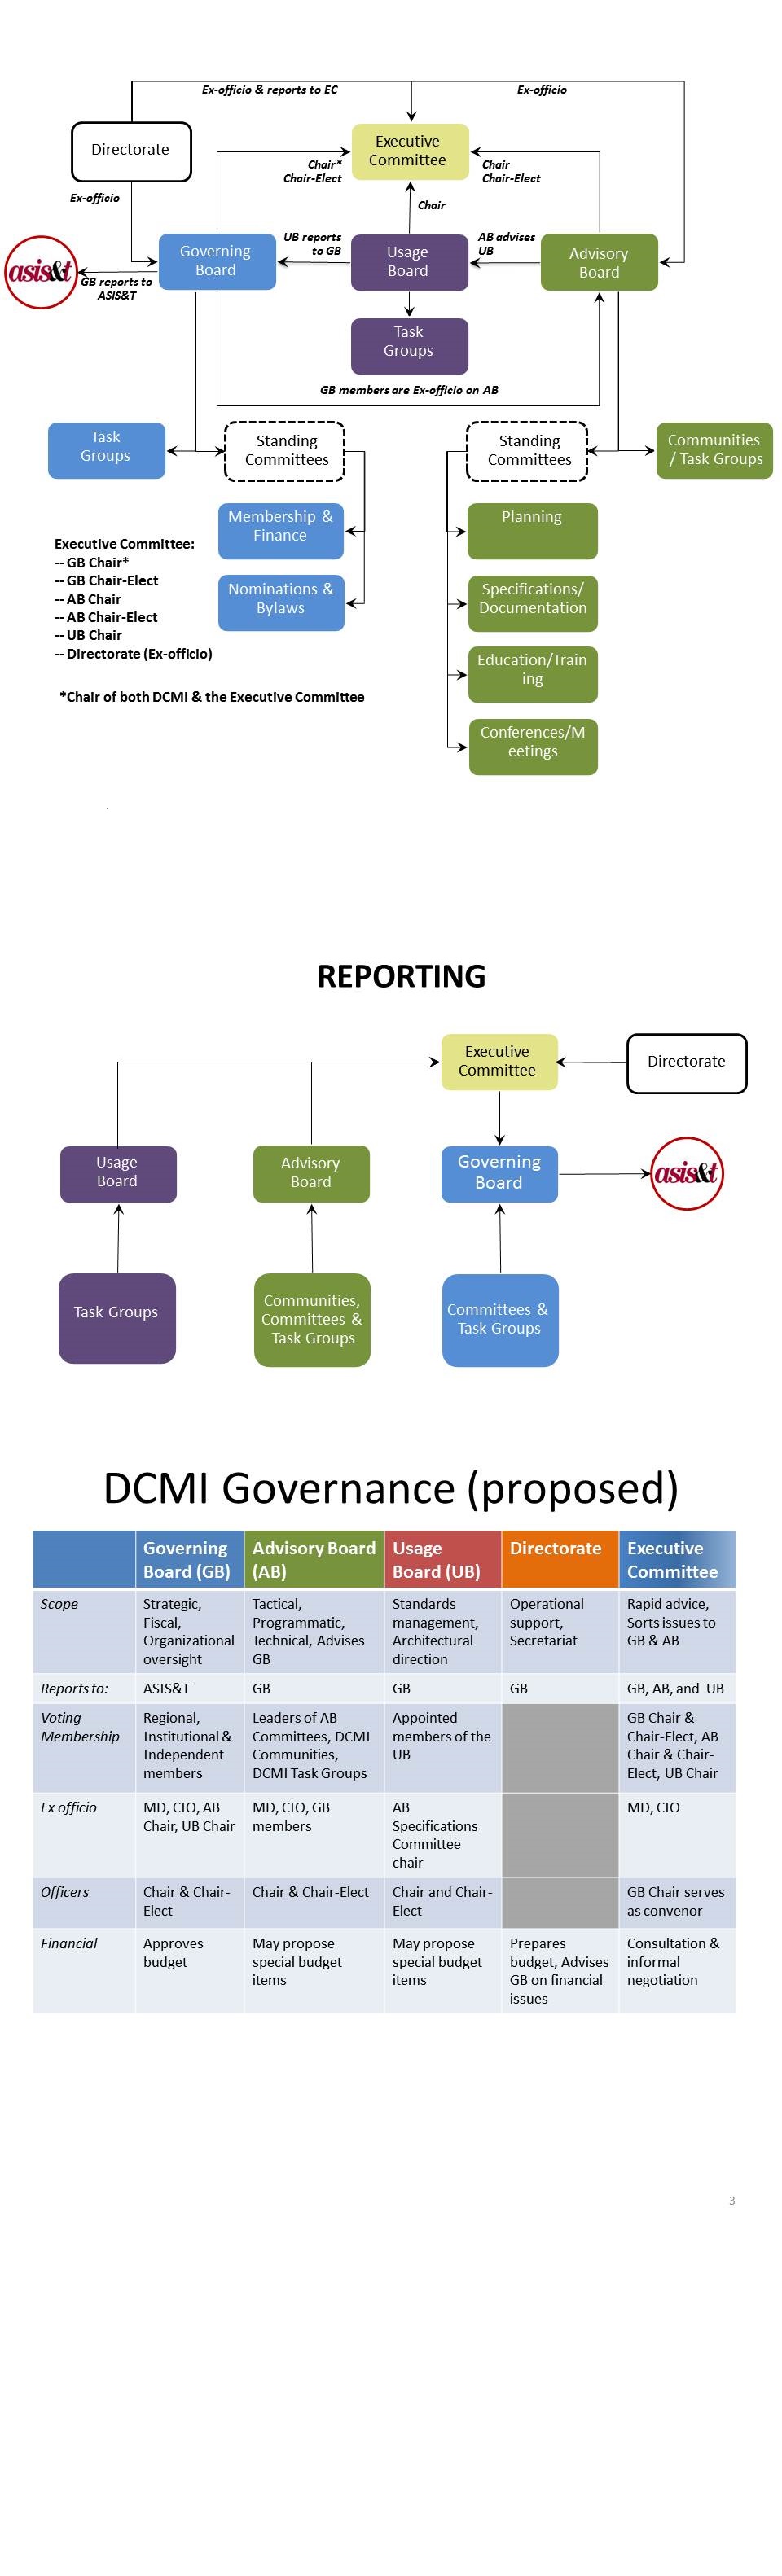 Ex-officio & reports to EC
Ex-officio
Directorate
Executive
Committee
Chair*
Chair-Elect
Chair
Chair-Elect
Ex-officio
Chair
UB reports
to GB
AB advises
UB
Governing
Board
Usage
Board
Advisory
Board
asis&t
GB reports to
ASIS&T
Task
Groups
GB members are Ex-officio on AB
Task
Groups
Standing
Committees
Standing
Committees
Communities
/ Task Groups
Membership &
Finance
Planning
Executive Committee:
-- GB Chair*
-- GB Chair-Elect
-- AB Chair
-- AB Chair-Elect
-- UB Chair
-- Directorate (Ex-officio)
Nominations &
Bylaws
Specifications/
Documentation
Education/Train
ing
*Chair of both DCMI & the Executive Committee
Conferences/M
eetings
.
REPORTING
Executive
Committee
Directorate
Usage
Board
Advisory
Board
Governing
Board
asis&t
Task Groups
Communities,
Committees &
Task Groups
Committees &
Task Groups
DCMI Governance (proposed)
Governing
Board (GB)
Advisory Board
(AB)
Usage
Board (UB)
Directorate
Executive
Committee
Scope
Strategic,
Fiscal,
Organizational
oversight
Tactical,
Programmatic,
Technical, Advises
GB
Standards
management,
Architectural
direction
Operational
support,
Secretariat
Rapid advice,
Sorts issues to
GB & AB
Reports to:
ASIS&T
GB
GB
GB
GB, AB, and UB
Voting
Membership
Regional,
Institutional &
Independent
members
Leaders of AB
Committees, DCMI
Communities,
DCMI Task Groups
Appointed
members of the
UB
GB Chair &
Chair-Elect, AB
Chair & Chair-
Elect, UB Chair
Ex officio
MD, CIO, AB
Chair, UB Chair
MD, CIO, GB
members
AB
Specifications
Committee
chair
MD, CIO
Officers
Chair & Chair-
Elect
Chair & Chair-Elect
Chair and Chair-
Elect
GB Chair serves
as convenor
Financial
Approves
budget
May propose
special budget
items
May propose
special budget
items
Prepares
budget, Advises
GB on financial
issues
Consultation &
informal
negotiation
3